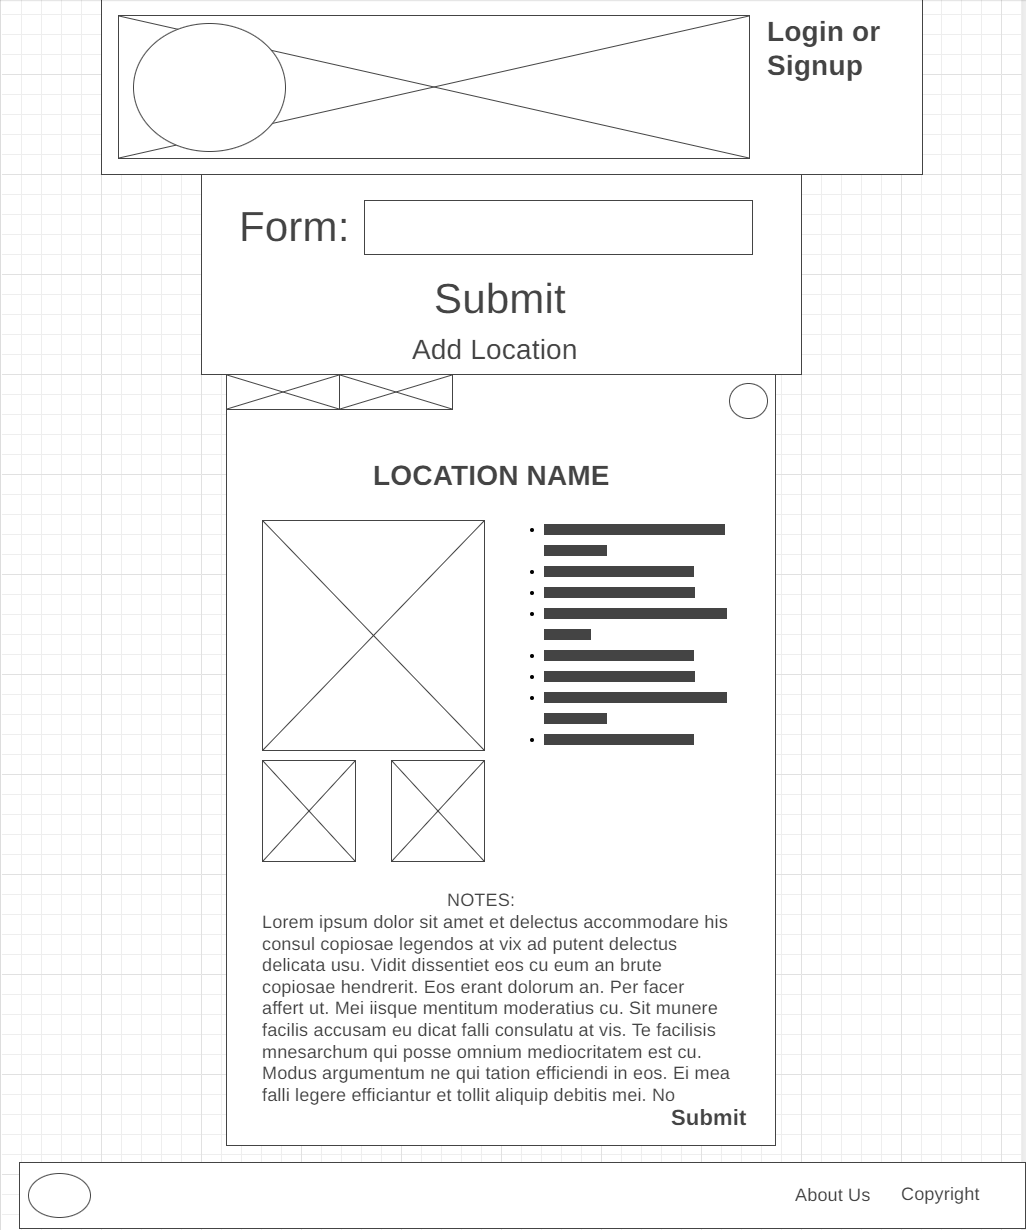 Login or
Signup
Form:
Submit
Add Location
LOCATION NAME
NOTES:
Lorem ipsum dolor sit amet et delectus accommodare his
consul copiosae legendos at vix ad putent delectus
delicata usu. Vidit dissentiet eos cu eum an brute
copiosae hendrerit. Eos erant dolorum an. Per facer
affert ut. Mei iisque mentitum moderatius cu. Sit munere
facilis accusam eu dicat falli consulatu at vis. Te facilisis
mnesarchum qui posse omnium mediocritatem est cu.
Modus argumentum ne qui tation efficiendi in eos. Ei mea
falli legere efficiantur et tollit aliquip debitis mei. No
Submit
About Us
Copyright